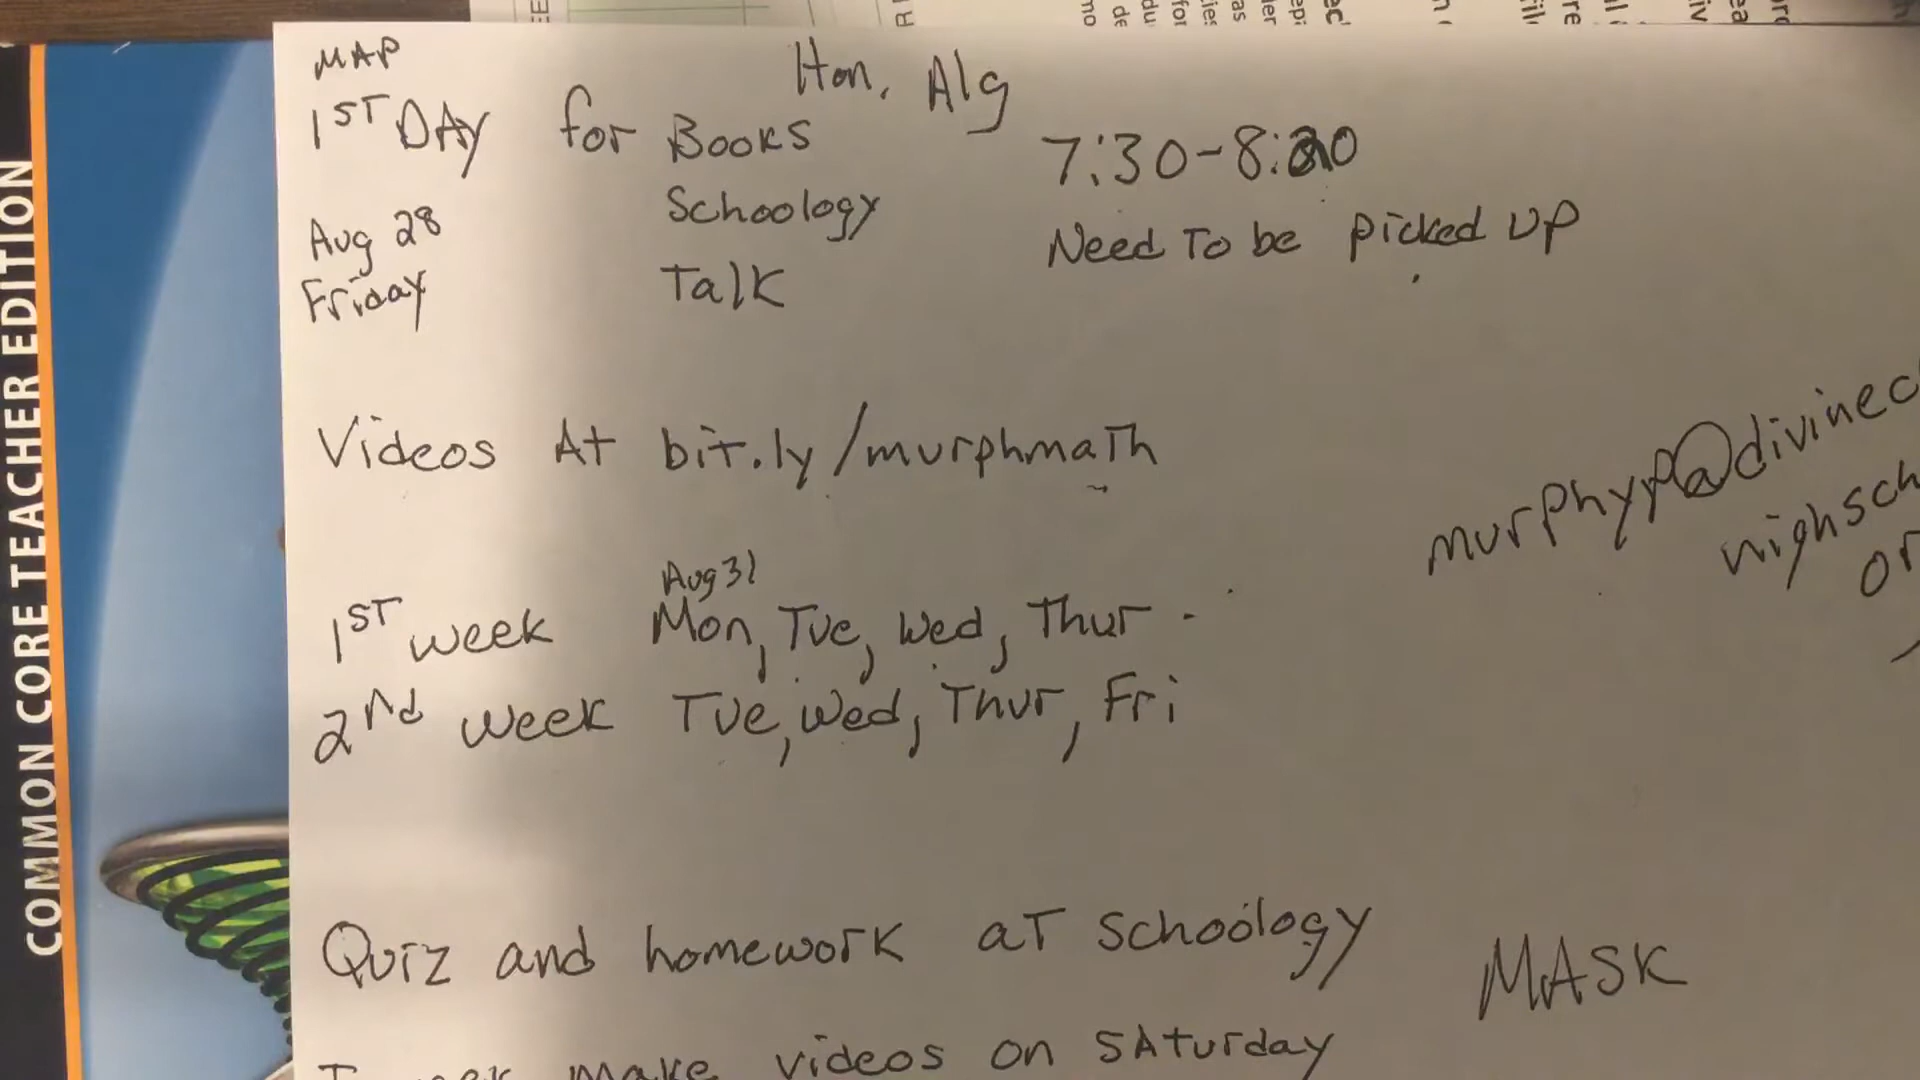 MAP
Hon. Alg
1ST DAY for Books
7:30-8:20
Schoology
Need To be picked up
Aug 28
Friday
Talk
Videos At bit.ly/murphmath
murphyp@divinec
highsch
or
Aug 31
1ST week Mon, Tue, Wed, Thur
2nd week Tue, Wed, Thur, Fri
Quiz and homework at schoology
MASK
make videos on SATurday
COMMON CORE TEACHER EDITION